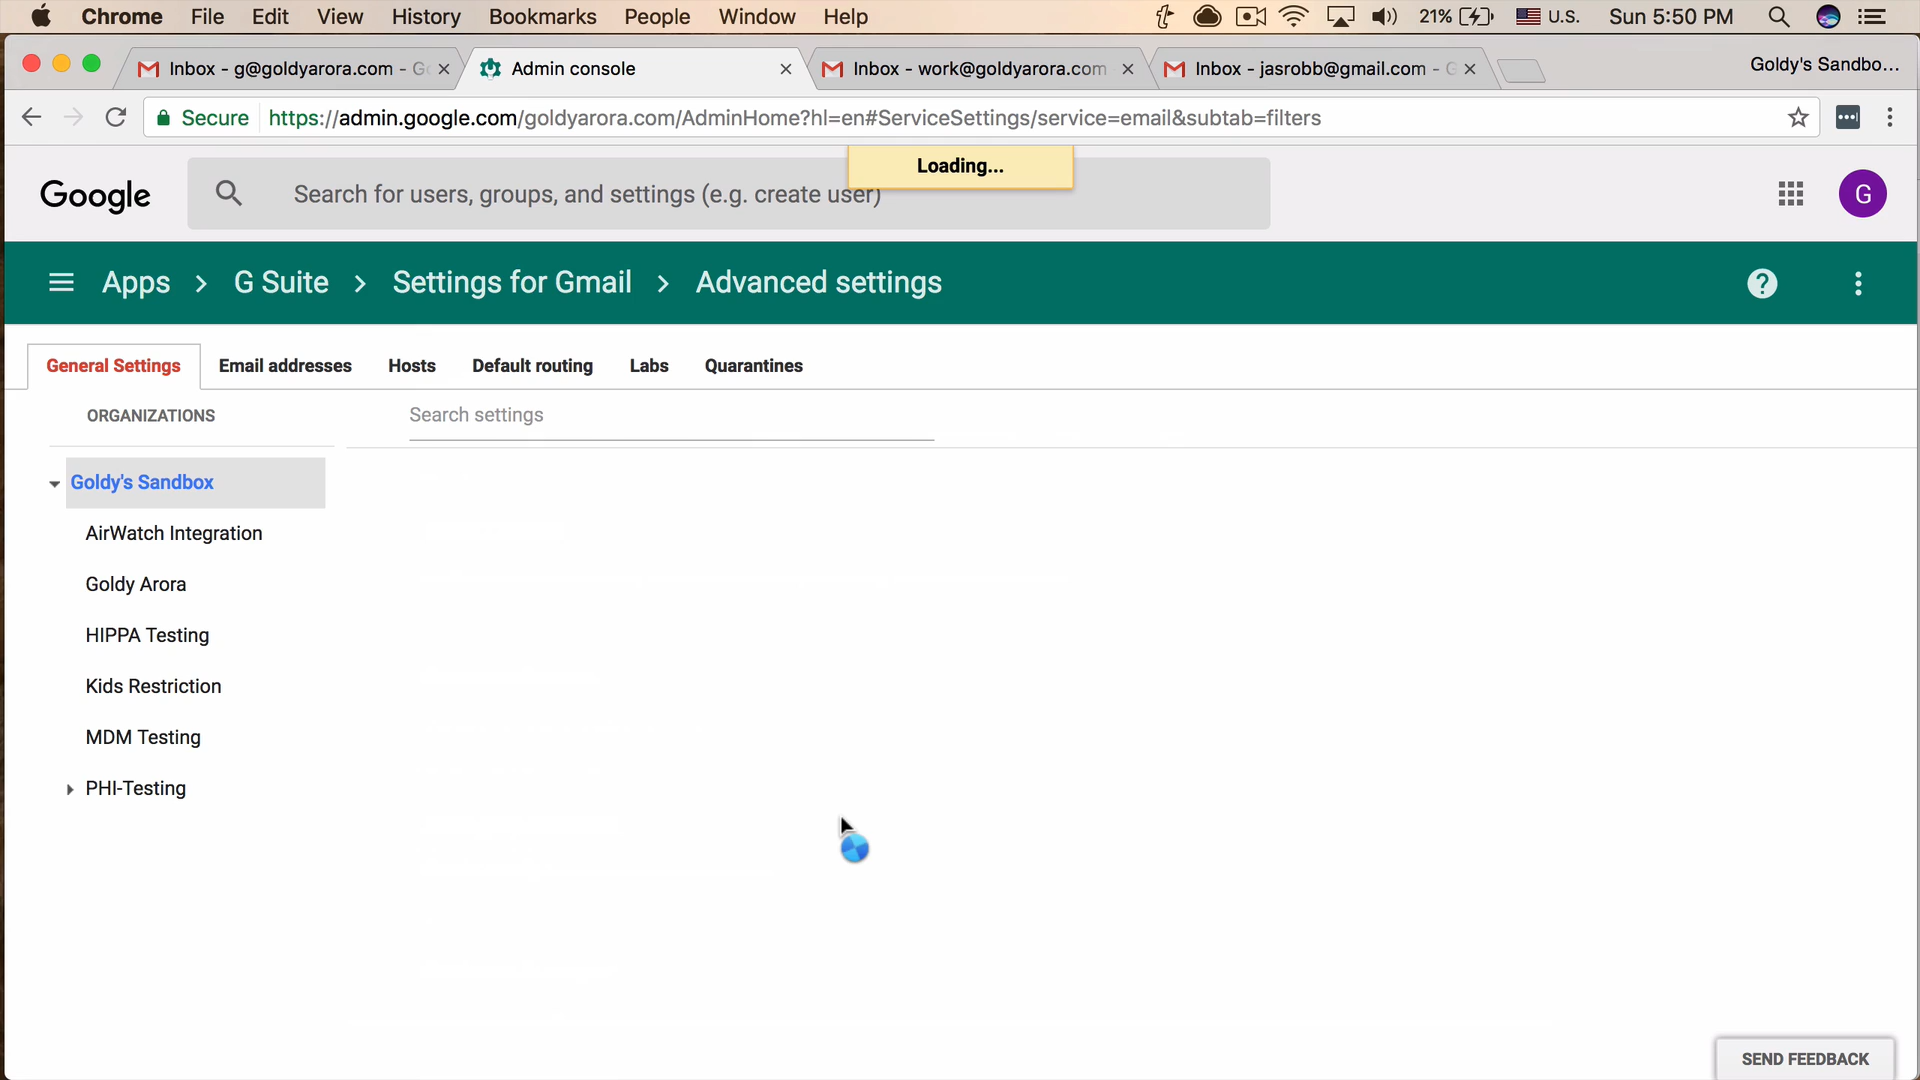 Chrome File Edit View History Bookmarks People Window Help 21% U.S. Sun 5:50 PM
Inbox - g@goldyarora.com - G Admin console Inbox - work@goldyarora.com Inbox - jasrobb@gmail.com - G Goldy's Sandbo...
Secure https://admin.google.com/goldyarora.com/AdminHome?hl=en#ServiceSettings/service=email&subtab=filters
Loading...
Google Search for users, groups, and settings (e.g. create user) G
Apps > G Suite > Settings for Gmail > Advanced settings ?
General Settings Email addresses Hosts Default routing Labs Quarantines
ORGANIZATIONS Search settings
Goldy's Sandbox
AirWatch Integration
Goldy Arora
HIPPA Testing
Kids Restriction
MDM Testing
PHI-Testing
SEND FEEDBACK